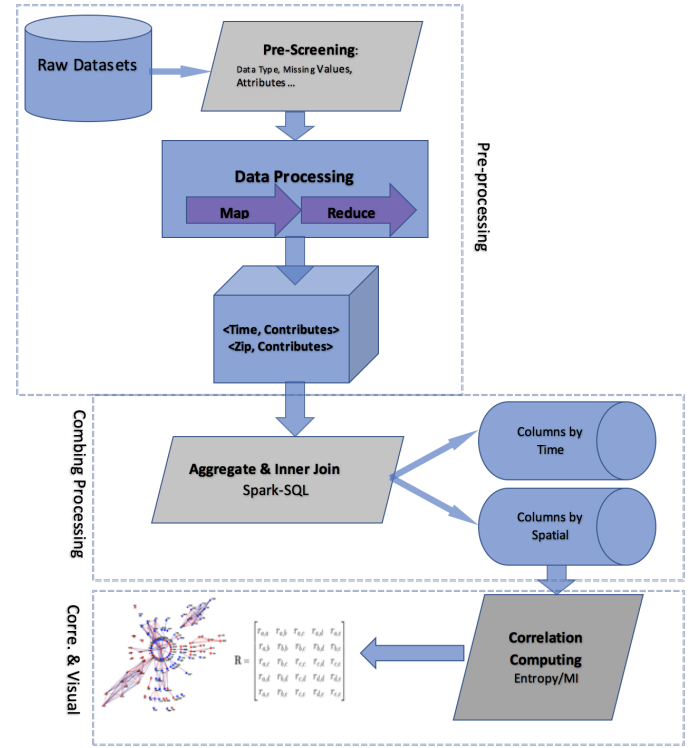 Raw Datasets
Pre-Screening:
Data Type, Missing Values,
Attributes ...
Data Processing
Map
Reduce
Pre-processing
<Time, Contributes>
<Zip, Contributes>
Combing Processing
Aggregate & Inner Join
Spark-SQL
Columns by
Time
Columns by
Spatial
Corre. & Visual
R =
Correlation
Computing
Entropy/MI